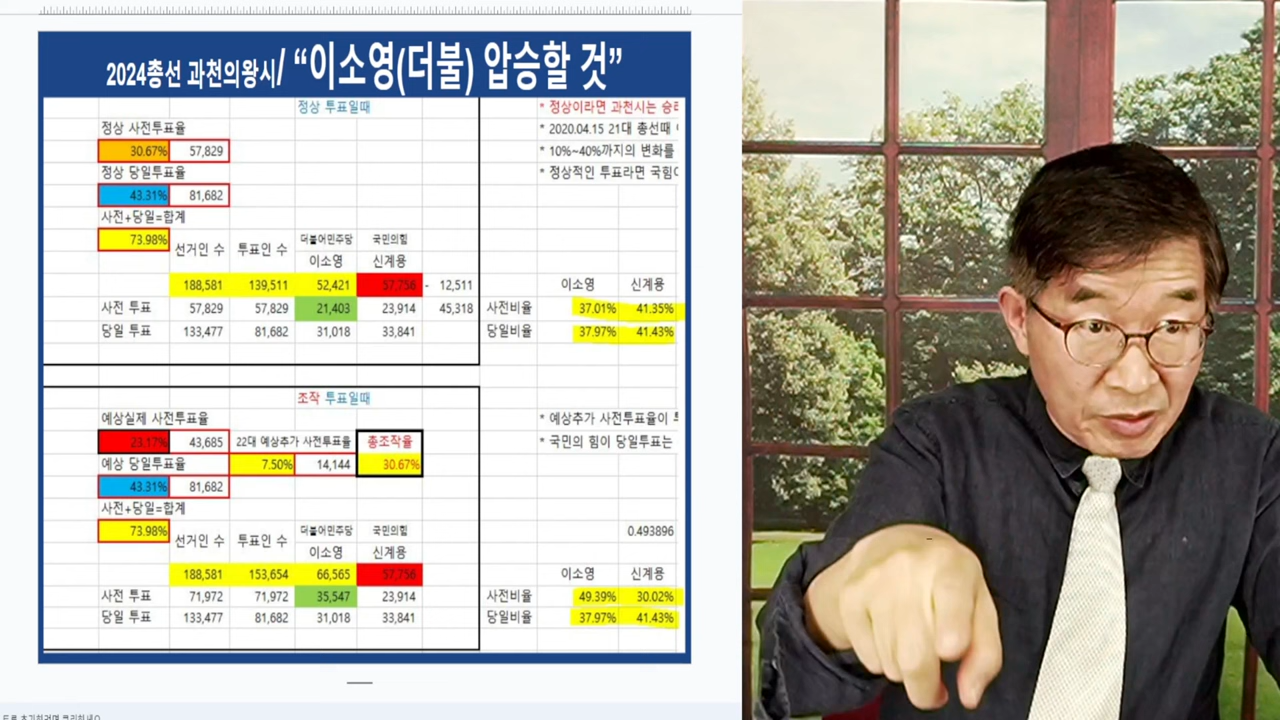 2024총선 과천의왕시/ “이소영(더불) 압승할 것”
정상 투표일때
정상 사전투표율
30.67% 57,829
정상 당일투표율
43.31% 81,682
사전+당일=합계
73.98% 선거인 수 투표인 수 더불어민주당 국민의힘
이소영 신계용
188,581 139,511 52,421 57,756 - 12,511
사전 투표 57,829 57,829 21,403 23,914 45,318
당일 투표 133,477 81,682 31,018 33,841
* 정상이라면 과천시는 승리
* 2020.04.15 21대 총선때
* 10%~40%까지의 변화를
* 정상적인 투표라면 국힘이
이소영 신계용
사전비율 37.01% 41.35%
당일비율 37.97% 41.43%
조작 투표일때
예상실제 사전투표율
23.17% 43,685 22대 예상추가 사전투표율 총조작율
예상 당일투표율 7.50% 14,144 30.67%
43.31% 81,682
사전+당일=합계
73.98% 선거인 수 투표인 수 더불어민주당 국민의힘
이소영 신계용
188,581 153,654 66,565 57,756
사전 투표 71,972 71,972 35,547 23,914
당일 투표 133,477 81,682 31,018 33,841
* 예상추가 사전투표율이
* 국민의 힘이 당일투표는
0.493896
이소영 신계용
사전비율 49.39% 30.02%
당일비율 37.97% 41.43%